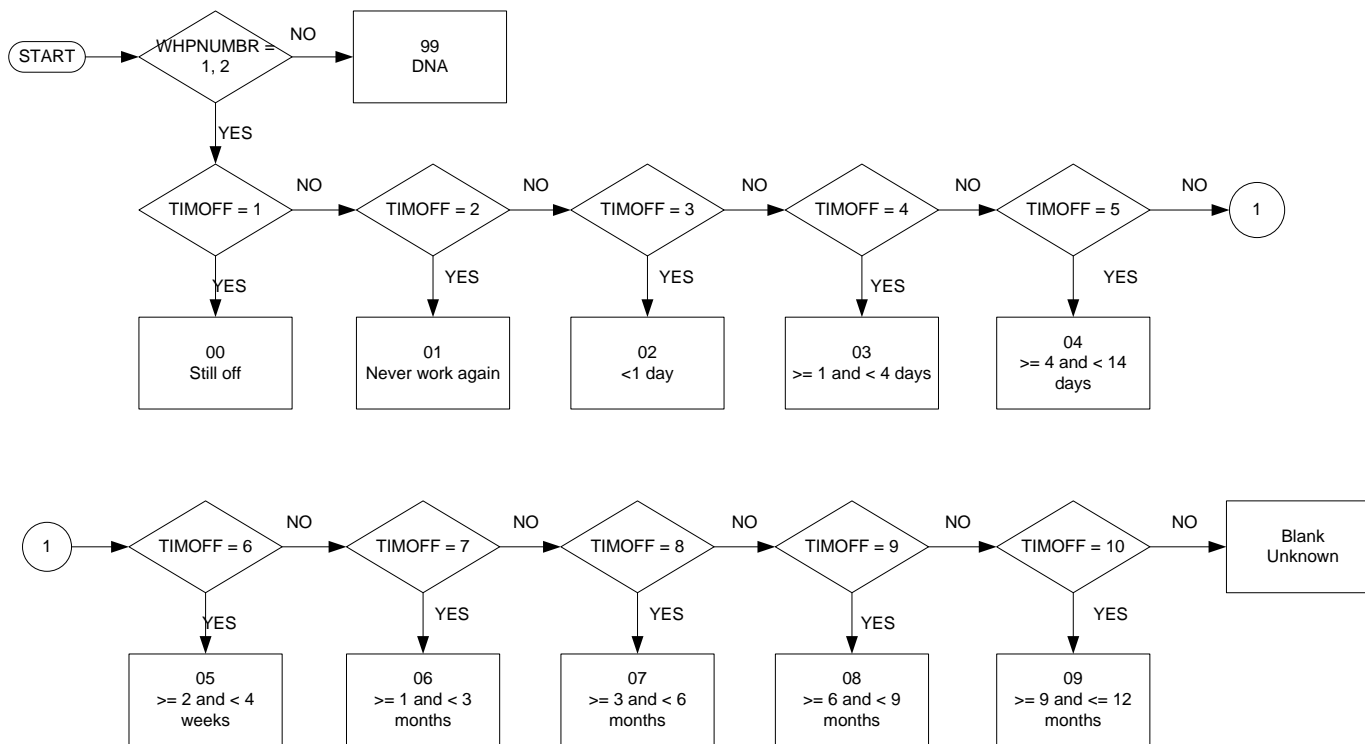 START
WHPNUMBR =
1, 2
NO
99
DNA
YES
TIMOFF = 1
NO
TIMOFF = 2
NO
TIMOFF = 3
NO
TIMOFF = 4
NO
TIMOFF = 5
NO
1
YES
YES
YES
YES
YES
00
Still off
01
Never work again
02
<1 day
03
>= 1 and < 4 days
04
>= 4 and < 14
days
1
TIMOFF = 6
NO
TIMOFF = 7
NO
TIMOFF = 8
NO
TIMOFF = 9
NO
TIMOFF = 10
NO
Blank
Unknown
YES
YES
YES
YES
YES
05
>= 2 and < 4
weeks
06
>= 1 and < 3
months
07
>= 3 and < 6
months
08
>= 6 and < 9
months
09
>= 9 and <= 12
months